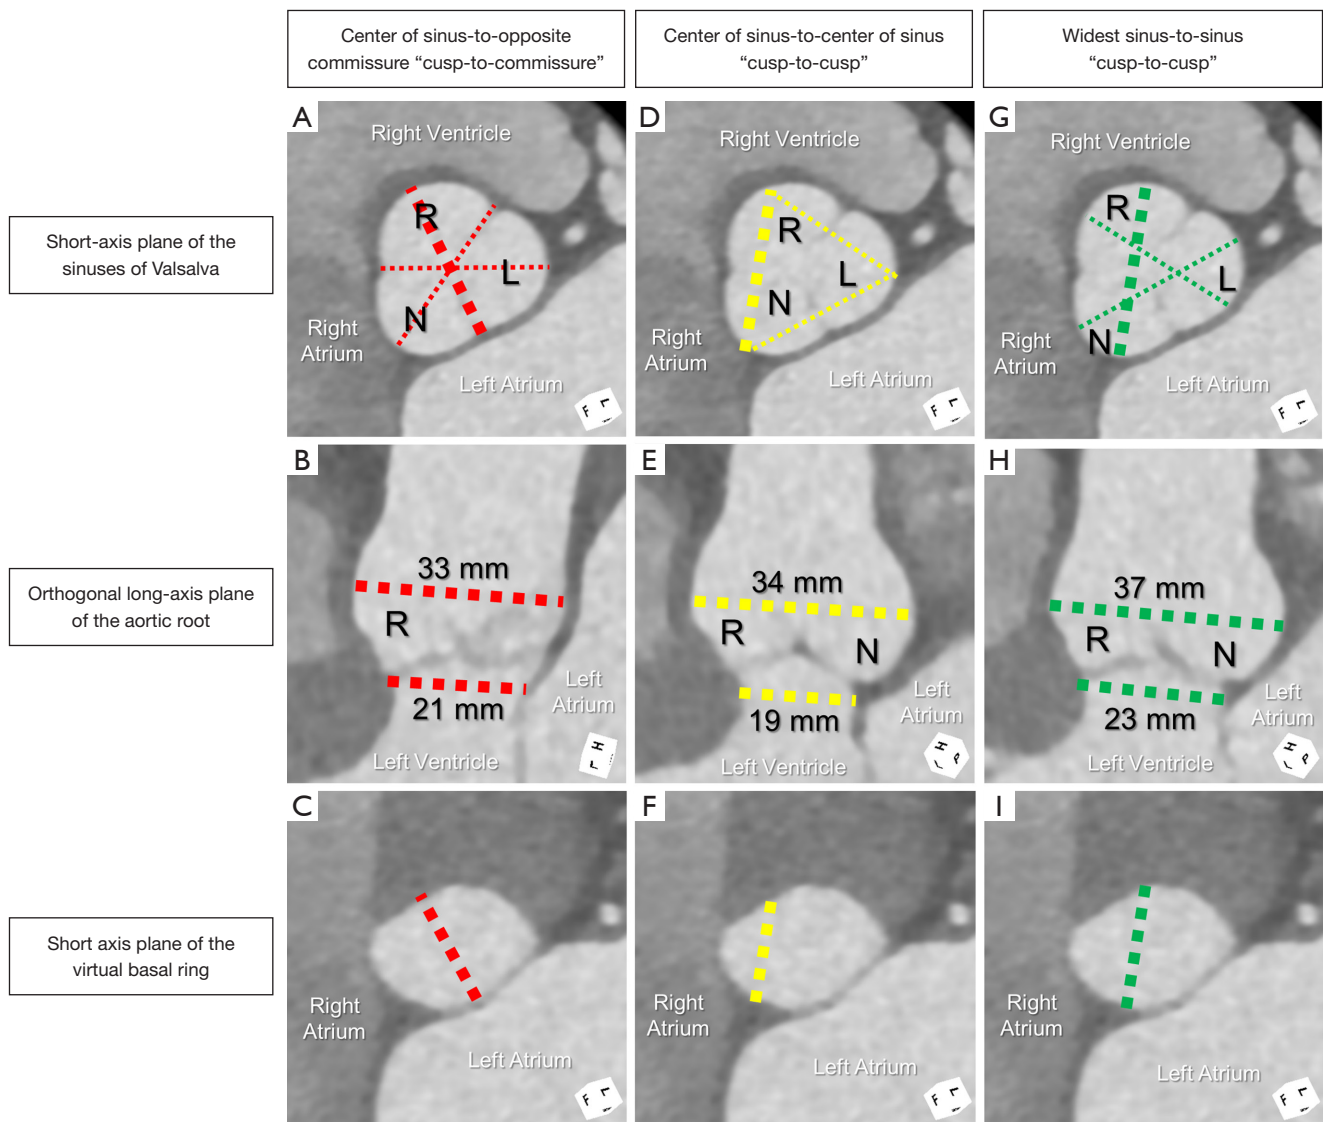 Center of sinus-to-opposite
commissure “cusp-to-commissure”
Center of sinus-to-center of sinus
“cusp-to-cusp”
Widest sinus-to-sinus
“cusp-to-cusp”
Short-axis plane of the
sinuses of Valsalva
A
Right Ventricle
R
L
N
Right
Atrium
Left Atrium
F L
D
Right Ventricle
R
L
N
Right
Atrium
Left Atrium
F L
G
Right Ventricle
R
L
N
Right
Atrium
Left Atrium
F L
Orthogonal long-axis plane
of the aortic root
B
33 mm
R
21 mm
Left
Atrium
Left Ventricle
H
L
E
34 mm
R
N
19 mm
Left
Atrium
Left Ventricle
H
L P
H
37 mm
R
N
23 mm
Left
Atrium
Left Ventricle
H
L P
Short axis plane of the
virtual basal ring
C
Right
Atrium
Left Atrium
F L
F
Right
Atrium
Left Atrium
F L
I
Right
Atrium
Left Atrium
F L